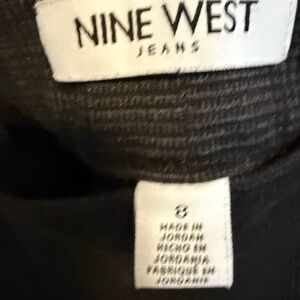 NINE WEST
JEANS
8
MADE IN
JORDAN
HECHO EN
JORDANIA
FABRIQUÉ EN
JORDANIE